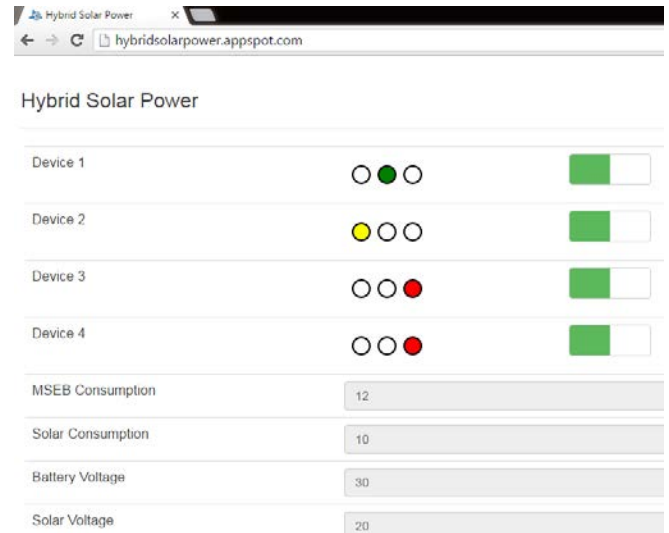 Hybrid Solar Power
hybridsolarpower.appspot.com
Hybrid Solar Power
Device 1
Device 2
Device 3
Device 4
MSEB Consumption 12
Solar Consumption 10
Battery Voltage 30
Solar Voltage 20